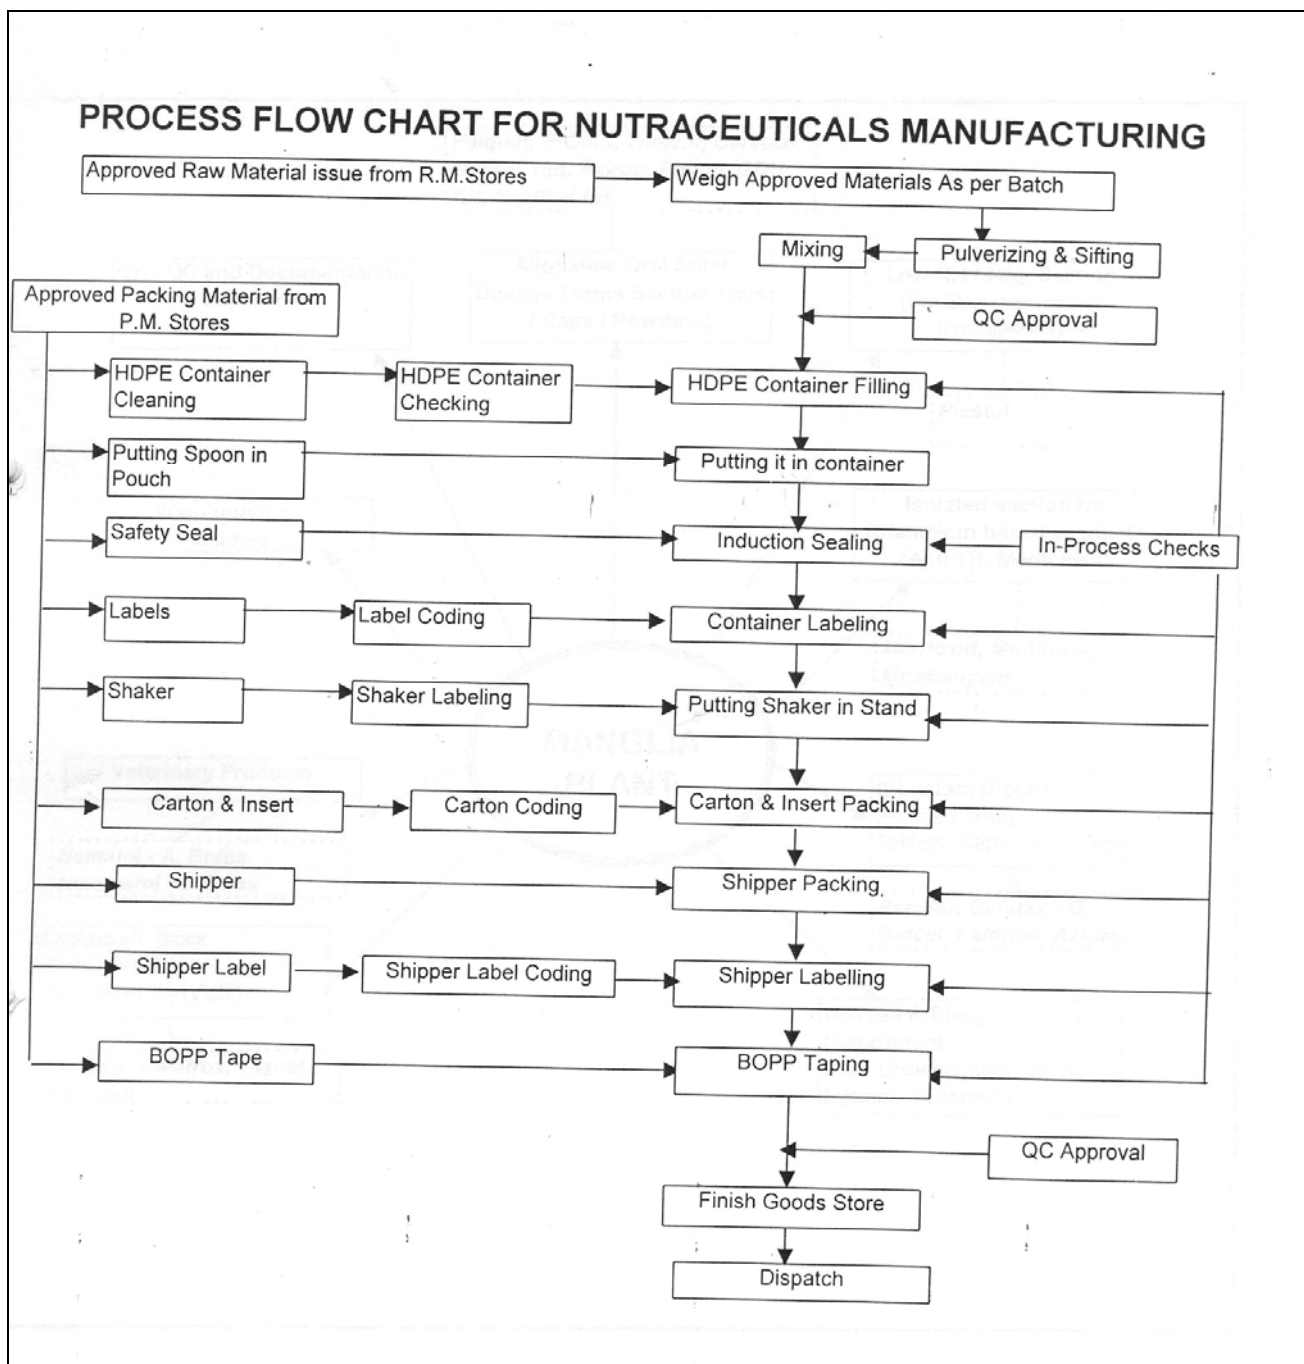 PROCESS FLOW CHART FOR NUTRACEUTICALS MANUFACTURING
Approved Raw Material issue from R.M.Stores
Weigh Approved Materials As per Batch
Mixing
Pulverizing & Sifting
Approved Packing Material from
P.M. Stores
QC Approval
HDPE Container
Cleaning
HDPE Container
Checking
HDPE Container Filling
Putting Spoon in
Pouch
Putting it in container
Safety Seal
Induction Sealing
In-Process Checks
Labels
Label Coding
Container Labeling
Shaker
Shaker Labeling
Putting Shaker in Stand
MANGLIA
PLANT
Veterinary Products
Carton & Insert
Carton Coding
Carton & Insert Packing
Shipper
Shipper Packing
Shipper Label
Shipper Label Coding
Shipper Labelling
BOPP Tape
BOPP Taping
QC Approval
Finish Goods Store
Dispatch